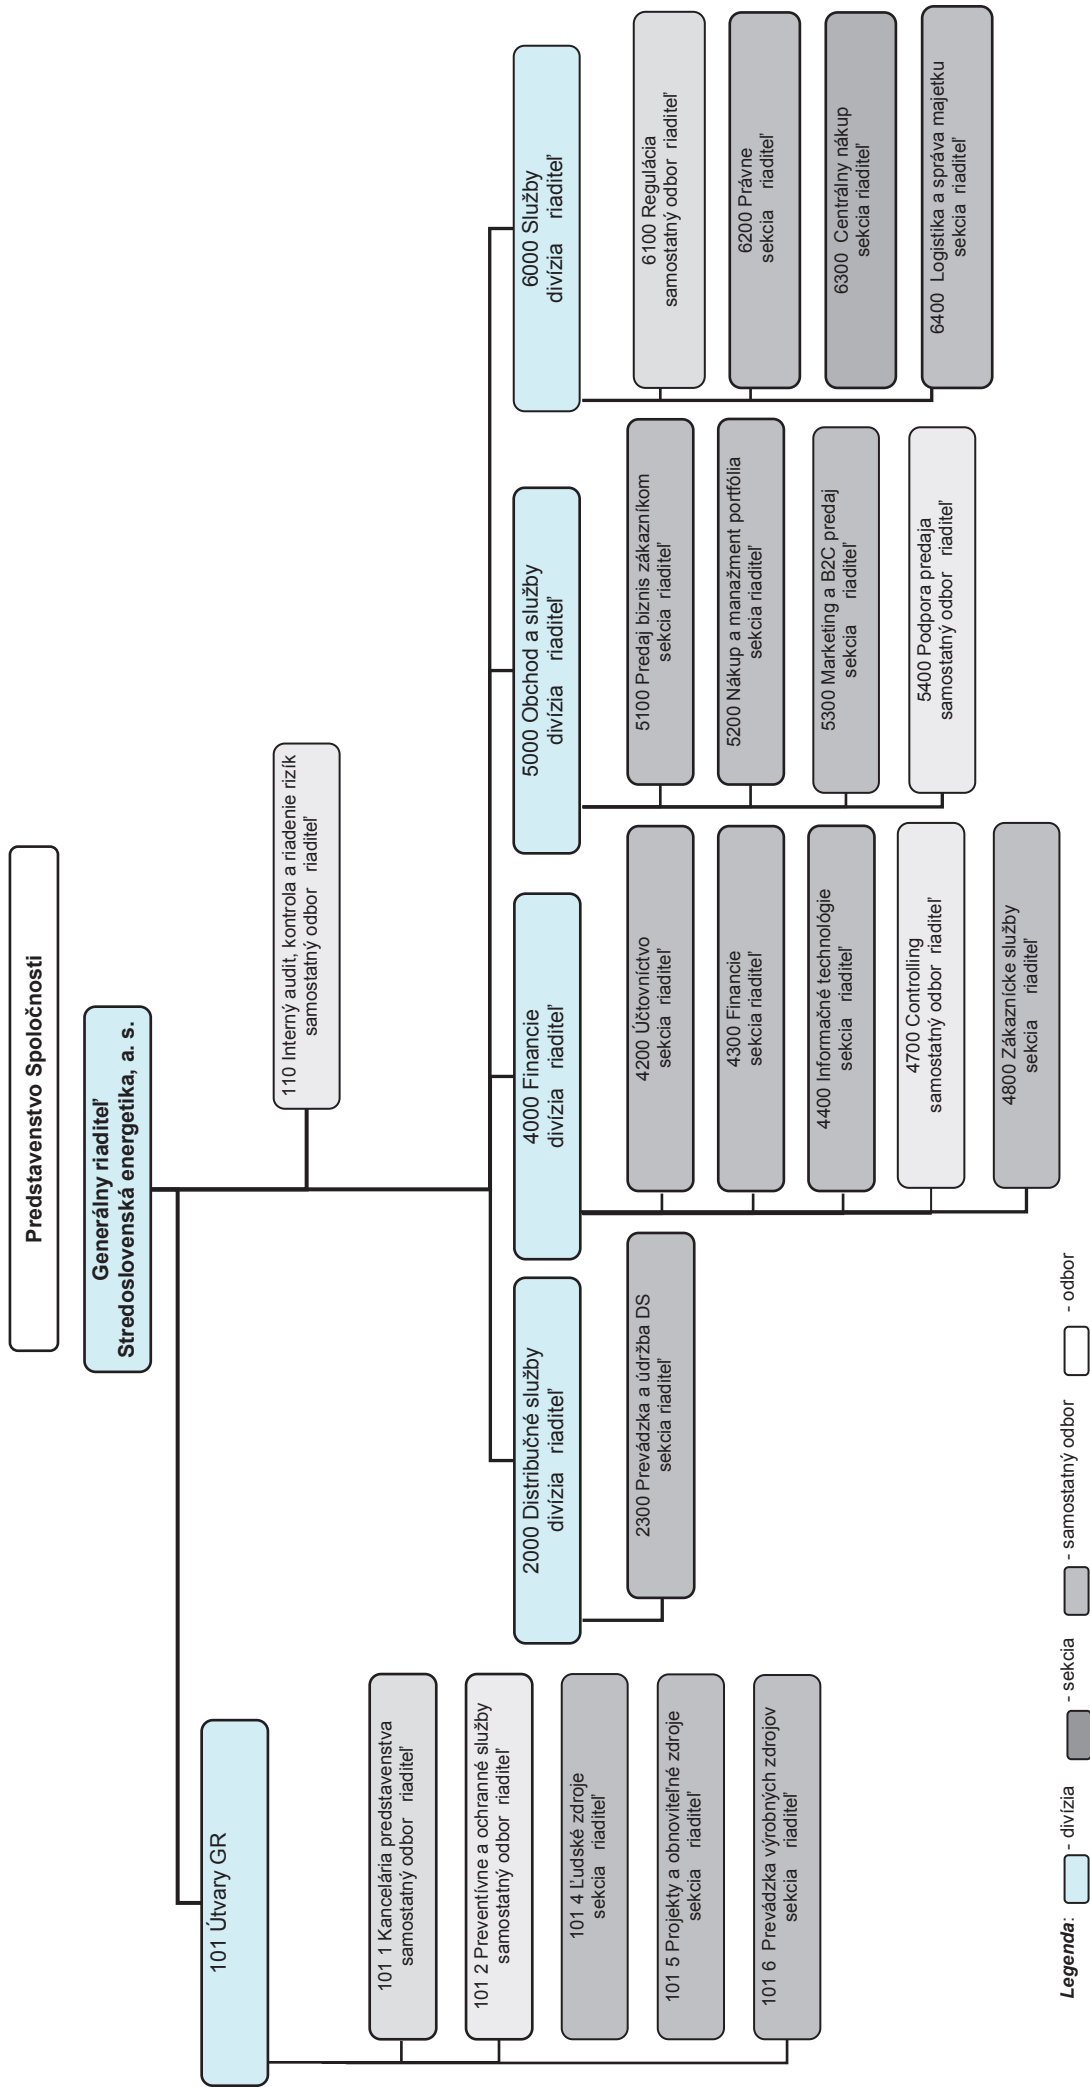 Predstavenstvo Spoločnosti
Generálny riaditeľ
Stredoslovenská energetika, a. s.
110 Interný audit, kontrola a riadenie rizík
samostatný odbor riaditeľ
101 Útvary GR
101 1 Kancelária predstavenstva
samostatný odbor riaditeľ
101 2 Preventívne a ochranné služby
samostatný odbor riaditeľ
101 4 Ľudské zdroje
sekcia riaditeľ
101 5 Projekty a obnoviteľné zdroje
sekcia riaditeľ
101 6 Prevádzka výrobných zdrojov
sekcia riaditeľ
2000 Distribučné služby
divízia riaditeľ
2300 Prevádzka a údržba DS
sekcia riaditeľ
4000 Financie
divízia riaditeľ
4200 Účtovníctvo
sekcia riaditeľ
4300 Financie
sekcia riaditeľ
4400 Informačné technológie
sekcia riaditeľ
4700 Controlling
samostatný odbor riaditeľ
4800 Zákaznícke služby
sekcia riaditeľ
5000 Obchod a služby
divízia riaditeľ
5100 Predaj biznis zákazníkom
sekcia riaditeľ
5200 Nákup a manažment portfólia
sekcia riaditeľ
5300 Marketing a B2C predaj
sekcia riaditeľ
5400 Podpora predaja
samostatný odbor riaditeľ
6000 Služby
divízia riaditeľ
6100 Regulácia
samostatný odbor riaditeľ
6200 Právne
sekcia riaditeľ
6300 Centrálny nákup
sekcia riaditeľ
6400 Logistika a správa majetku
sekcia riaditeľ
Legenda: - divízia - sekcia - samostatný odbor - odbor